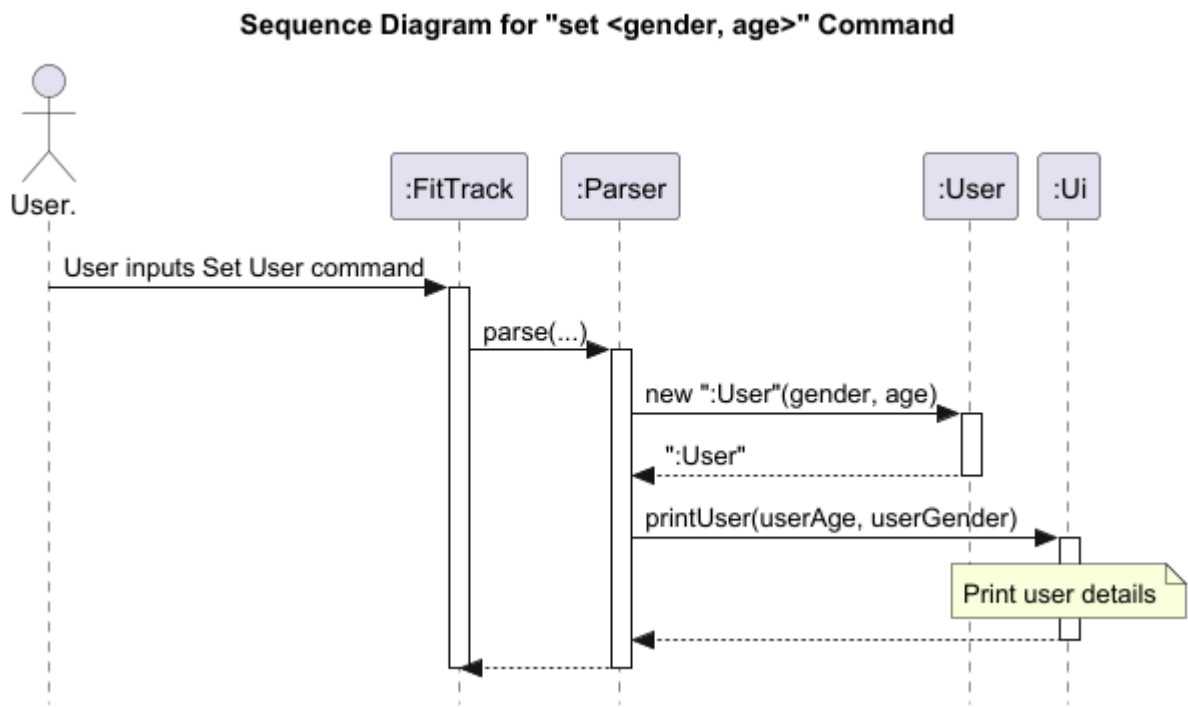 Sequence Diagram for "set <gender, age>" Command
User.
:FitTrack
:Parser
:User
:Ui
User inputs Set User command
parse(...)
new ":User"(gender, age)
":User"
printUser(userAge, userGender)
Print user details